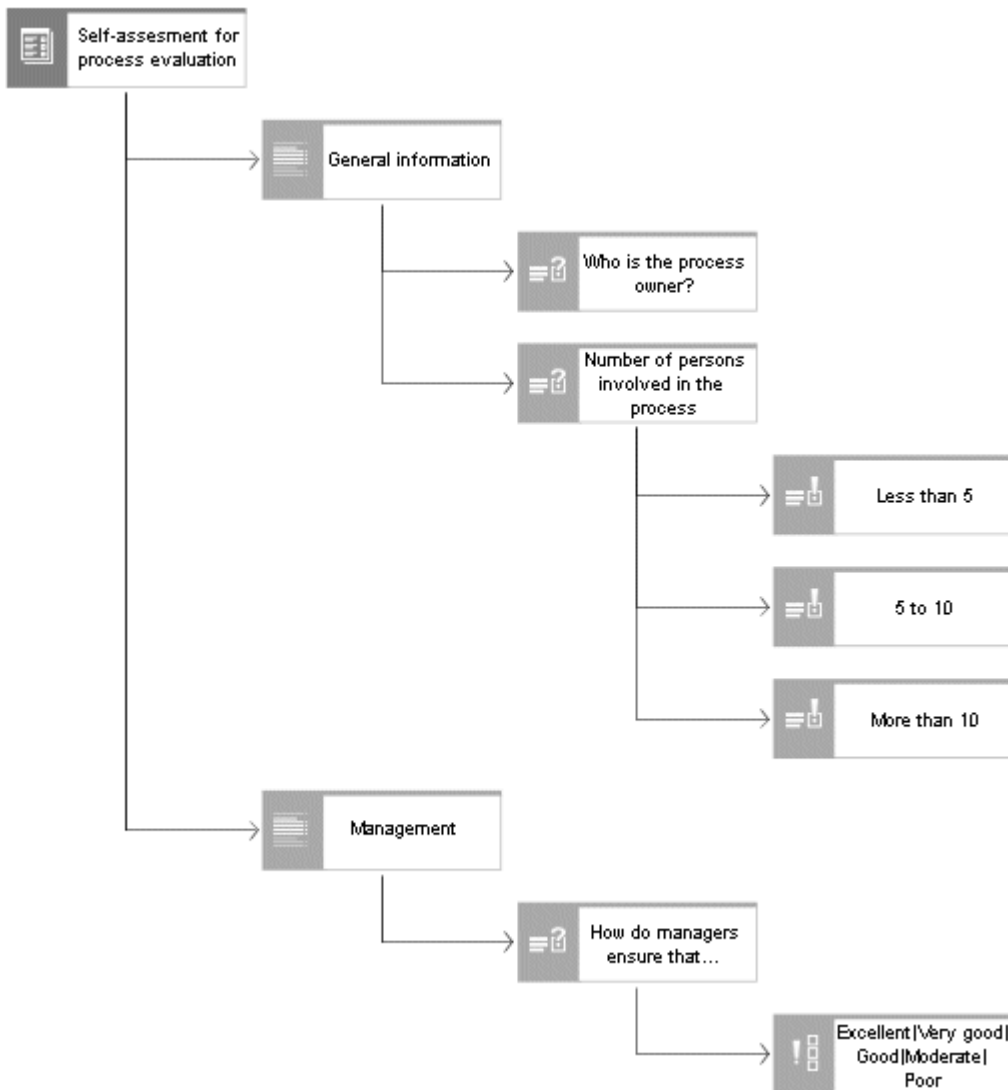 Self-assesment for
process evaluation
General information
Who is the process
owner?
Number of persons
involved in the
process
Less than 5
5 to 10
More than 10
Management
How do managers
ensure that...
Excellent|Very good|
Good|Moderate|
Poor